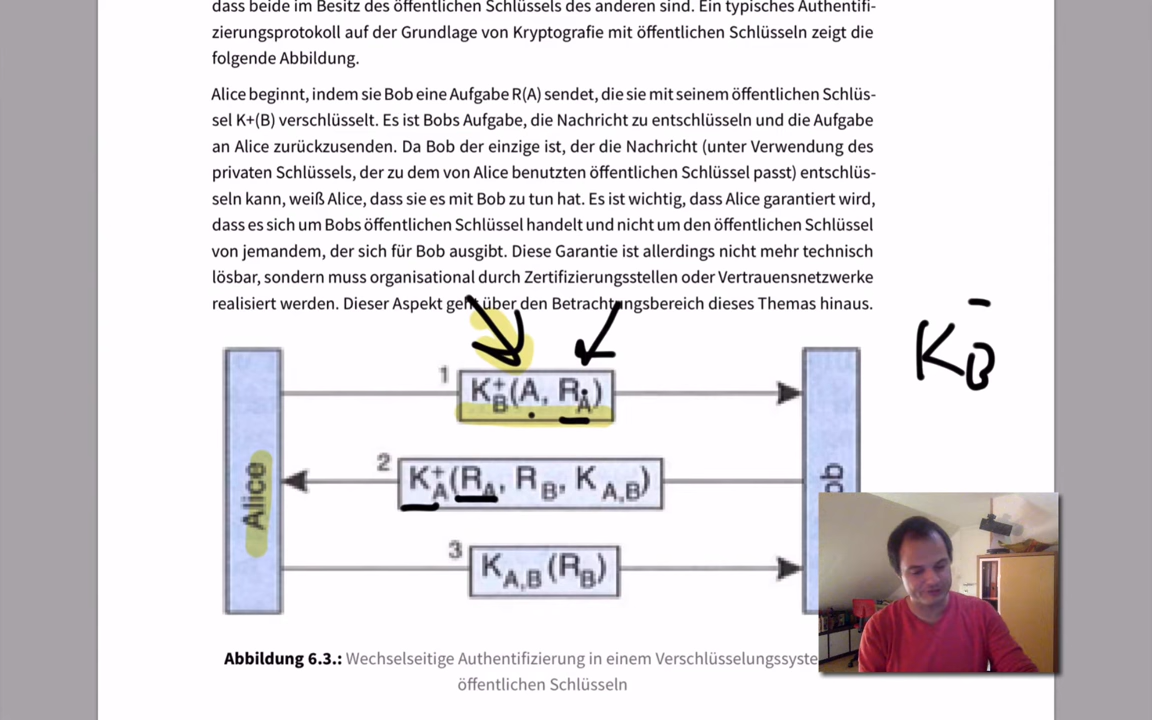 dass beide im Besitz des öffentlichen Schlüssels des anderen sind. Ein typisches Authentifi-
zierungsprotokoll auf der Grundlage von Kryptografie mit öffentlichen Schlüsseln zeigt die
folgende Abbildung.
Alice beginnt, indem sie Bob eine Aufgabe R(A) sendet, die sie mit seinem öffentlichen Schlüs-
sel K+(B) verschlüsselt. Es ist Bobs Aufgabe, die Nachricht zu entschlüsseln und die Aufgabe
an Alice zurückzusenden. Da Bob der einzige ist, der die Nachricht (unter Verwendung des
privaten Schlüssels, der zu dem von Alice benutzten öffentlichen Schlüssel passt) entschlüs-
seln kann, weiß Alice, dass sie es mit Bob zu tun hat. Es ist wichtig, dass Alice garantiert wird,
dass es sich um Bobs öffentlichen Schlüssel handelt und nicht um den öffentlichen Schlüssel
von jemandem, der sich für Bob ausgibt. Diese Garantie ist allerdings nicht mehr technisch
lösbar, sondern muss organisational durch Zertifizierungsstellen oder Vertrauensnetzwerke
realisiert werden. Dieser Aspekt geht über den Betrachtungsbereich dieses Themas hinaus.
K_B^-
1 K_B^+(A, R_A)
2 K_A^+(R_A, R_B, K_A,B)
Alice
ob
3 K_A,B(R_B)
Abbildung 6.3.: Wechselseitige Authentifizierung in einem Verschlüsselungssyste
öffentlichen Schlüsseln